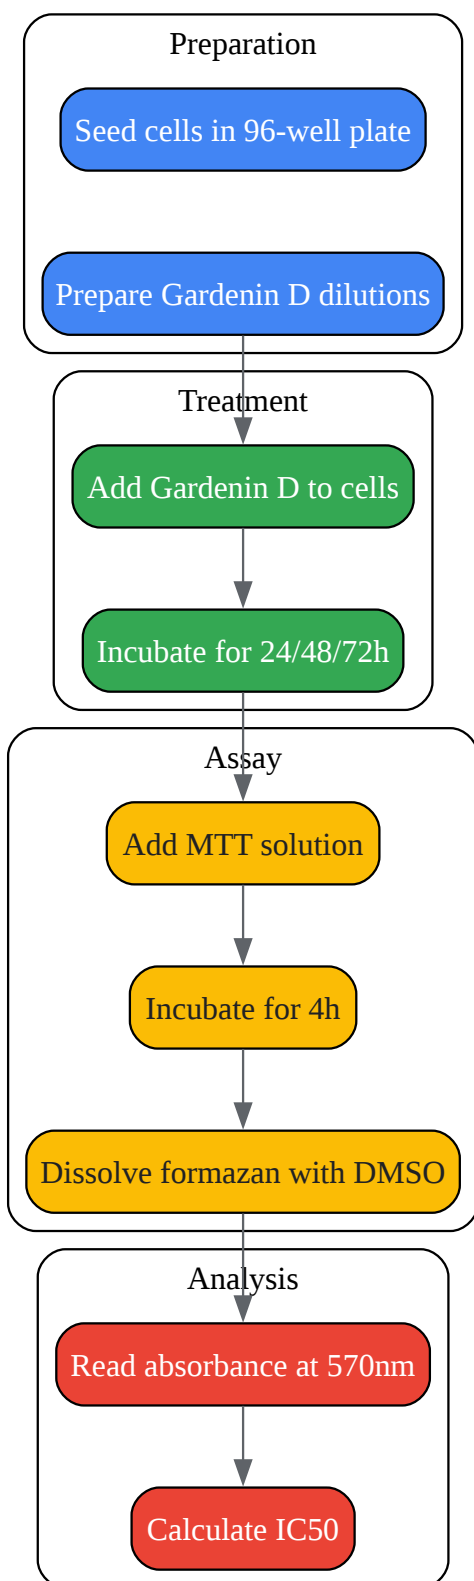 Preparation
Seed cells in 96-well plate
Prepare Gardenin D dilutions
Treatment
Add Gardenin D to cells
Incubate for 24/48/72h
Assay
Add MTT solution
Incubate for 4h
Dissolve formazan with DMSO
Analysis
Read absorbance at 570nm
Calculate IC50